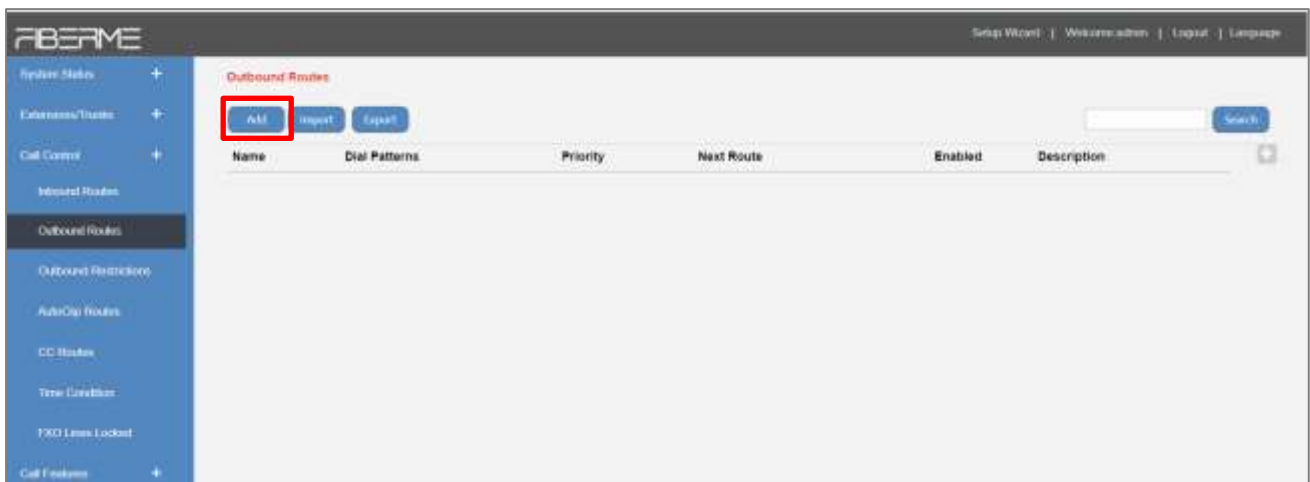 FIBERME
Setup Wizard | Welcome:admin | Logout | Language
System Status +
Extensions/Trunks +
Call Control +
Inbound Routes
Outbound Routes
Outbound Restrictions
AutoClip Routes
CC Routes
Time Condition
FXO Lines Locked
Call Features +
Outbound Routes
Add Import Export
Search
Name Dial Patterns Priority Next Route Enabled Description